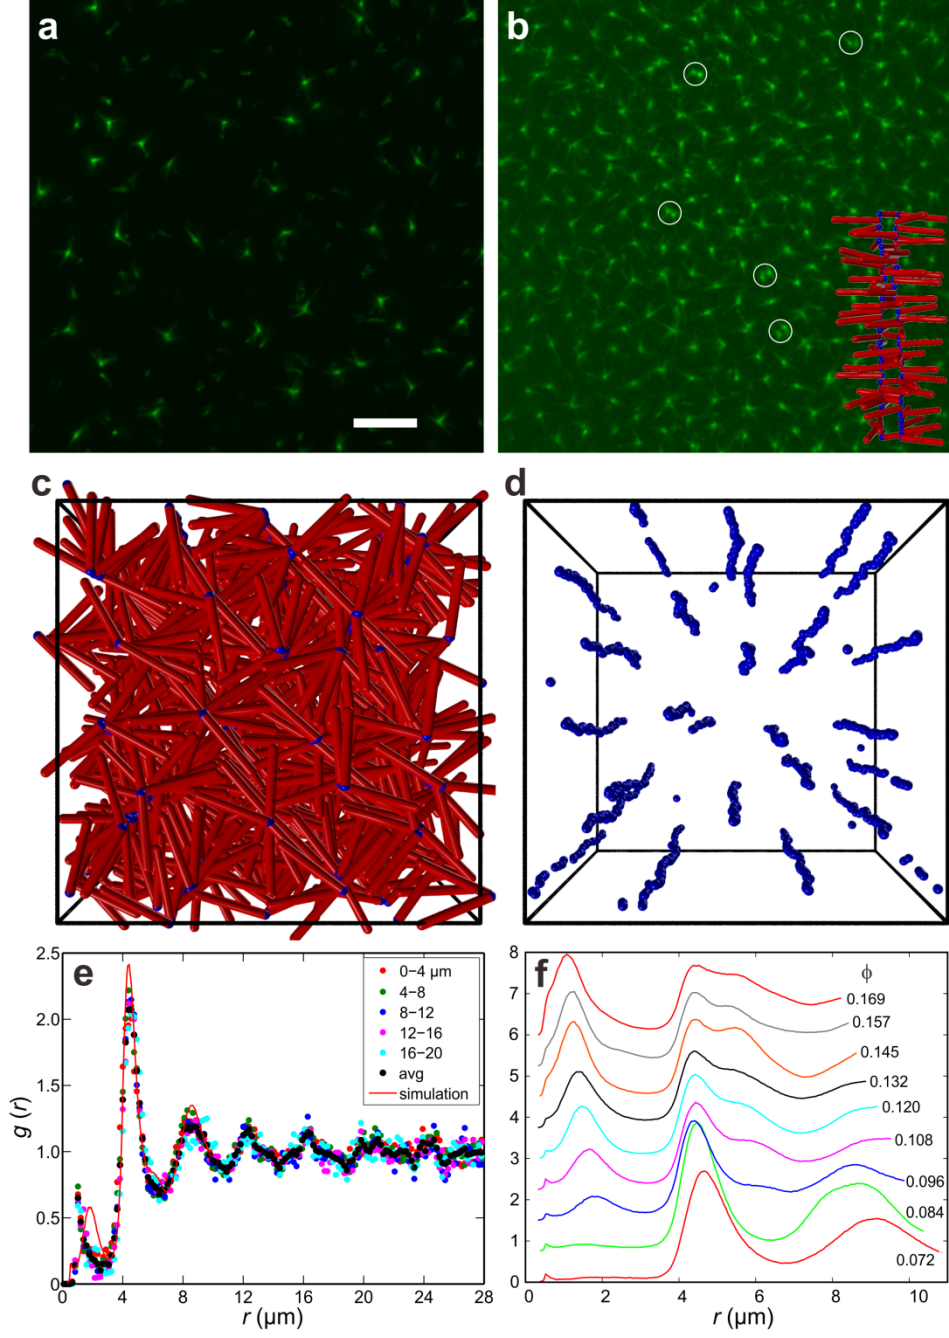 a
b
c
d
e
2.5
2.0
1.5
1.0
0.5
0
g (r)
0−4 µm
4−8
8−12
12−16
16−20
avg
simulation
0 4 8 12 16 20 24 28
r (µm)
f
8
7
6
5
4
3
2
1
0
ϕ
0.169
0.157
0.145
0.132
0.120
0.108
0.096
0.084
0.072
0 2 4 6 8 10
r (µm)